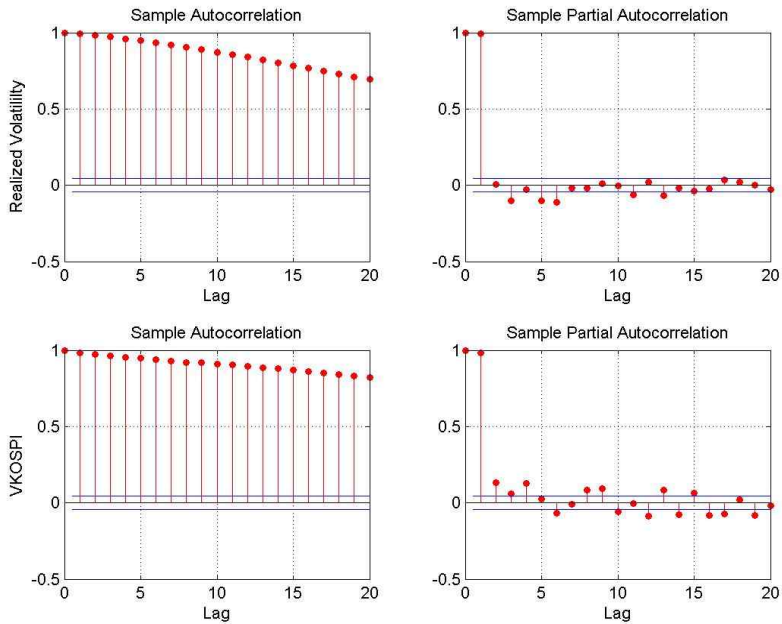 Sample Autocorrelation
Sample Partial Autocorrelation
Realized Volatility
1
0.5
0
-0.5
0 5 10 15 20
Lag
1
0.5
0
-0.5
0 5 10 15 20
Lag
Sample Autocorrelation
Sample Partial Autocorrelation
VKOSPI
1
0.5
0
-0.5
0 5 10 15 20
Lag
1
0.5
0
-0.5
0 5 10 15 20
Lag